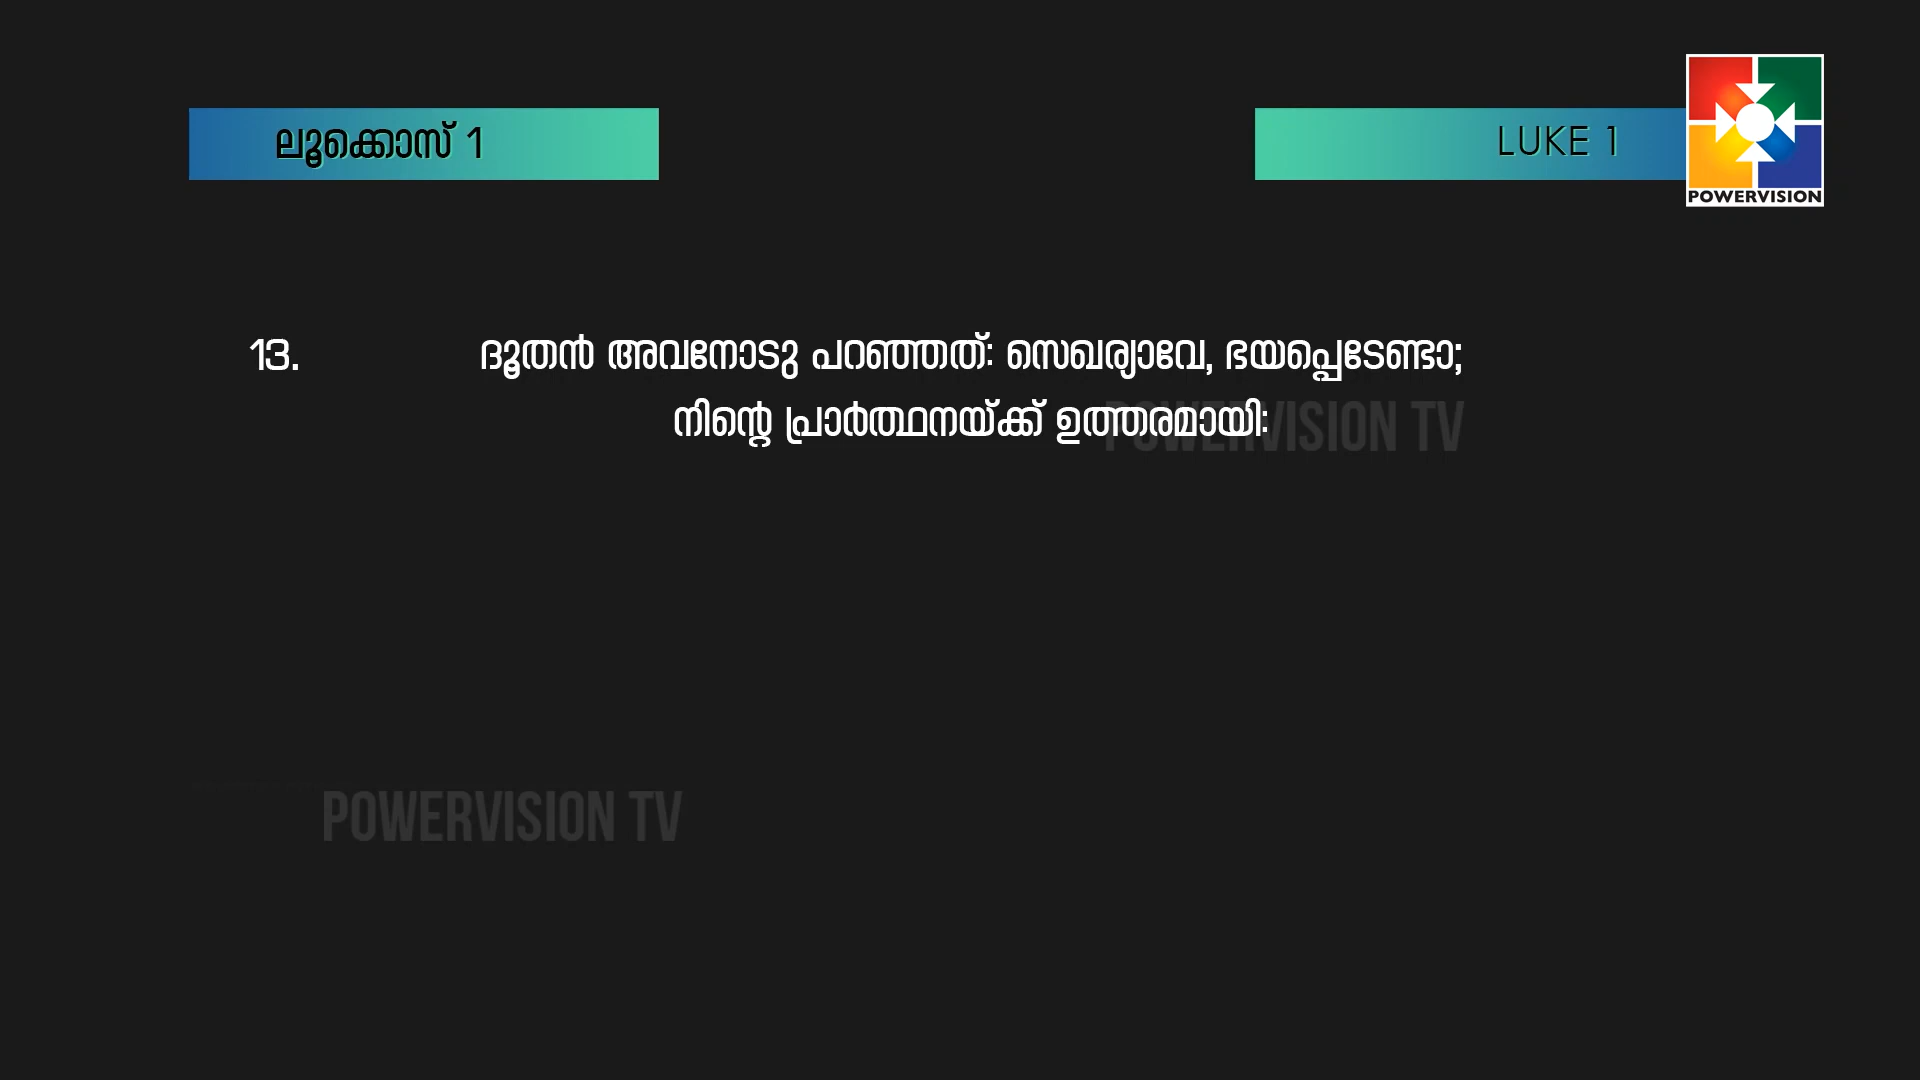 ലൂക്കൊസ് 1
LUKE 1
POWERVISION
13. ദൂതൻ അവനോടു പറഞ്ഞത്: സെഖര്യാവേ, ഭയപ്പെടേണ്ടാ;
നിന്റെ പ്രാർത്ഥനയ്ക്ക് ഉത്തരമായി:
POWERVISION TV
POWERVISION TV